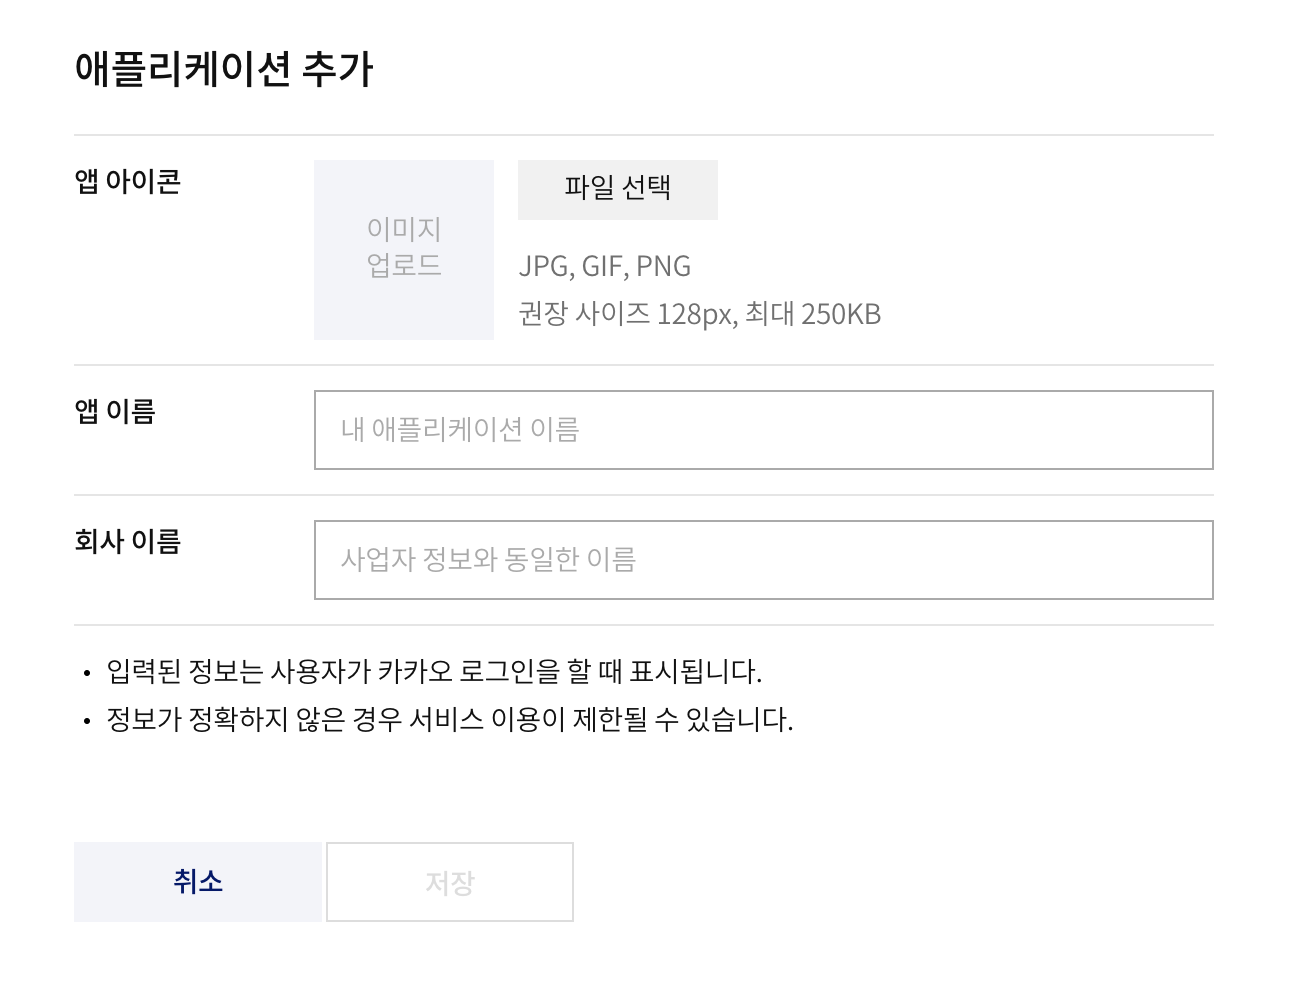 애플리케이션 추가
앱 아이콘
이미지
업로드
파일 선택
JPG, GIF, PNG
권장 사이즈 128px, 최대 250KB
앱 이름
내 애플리케이션 이름
회사 이름
사업자 정보와 동일한 이름
• 입력된 정보는 사용자가 카카오 로그인을 할 때 표시됩니다.
• 정보가 정확하지 않은 경우 서비스 이용이 제한될 수 있습니다.
취소
저장